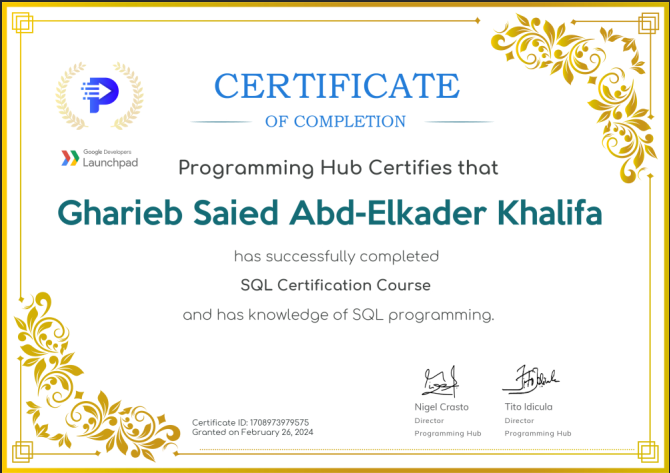 CERTIFICATE
OF COMPLETION
Google Developers
Launchpad
Programming Hub Certifies that
Gharieb Saied Abd-Elkader Khalifa
has successfully completed
SQL Certification Course
and has knowledge of SQL programming.
Nigel Crasto
Director
Programming Hub
Tito Idicula
Director
Programming Hub
Certificate ID: 1708973979575
Granted on February 26, 2024